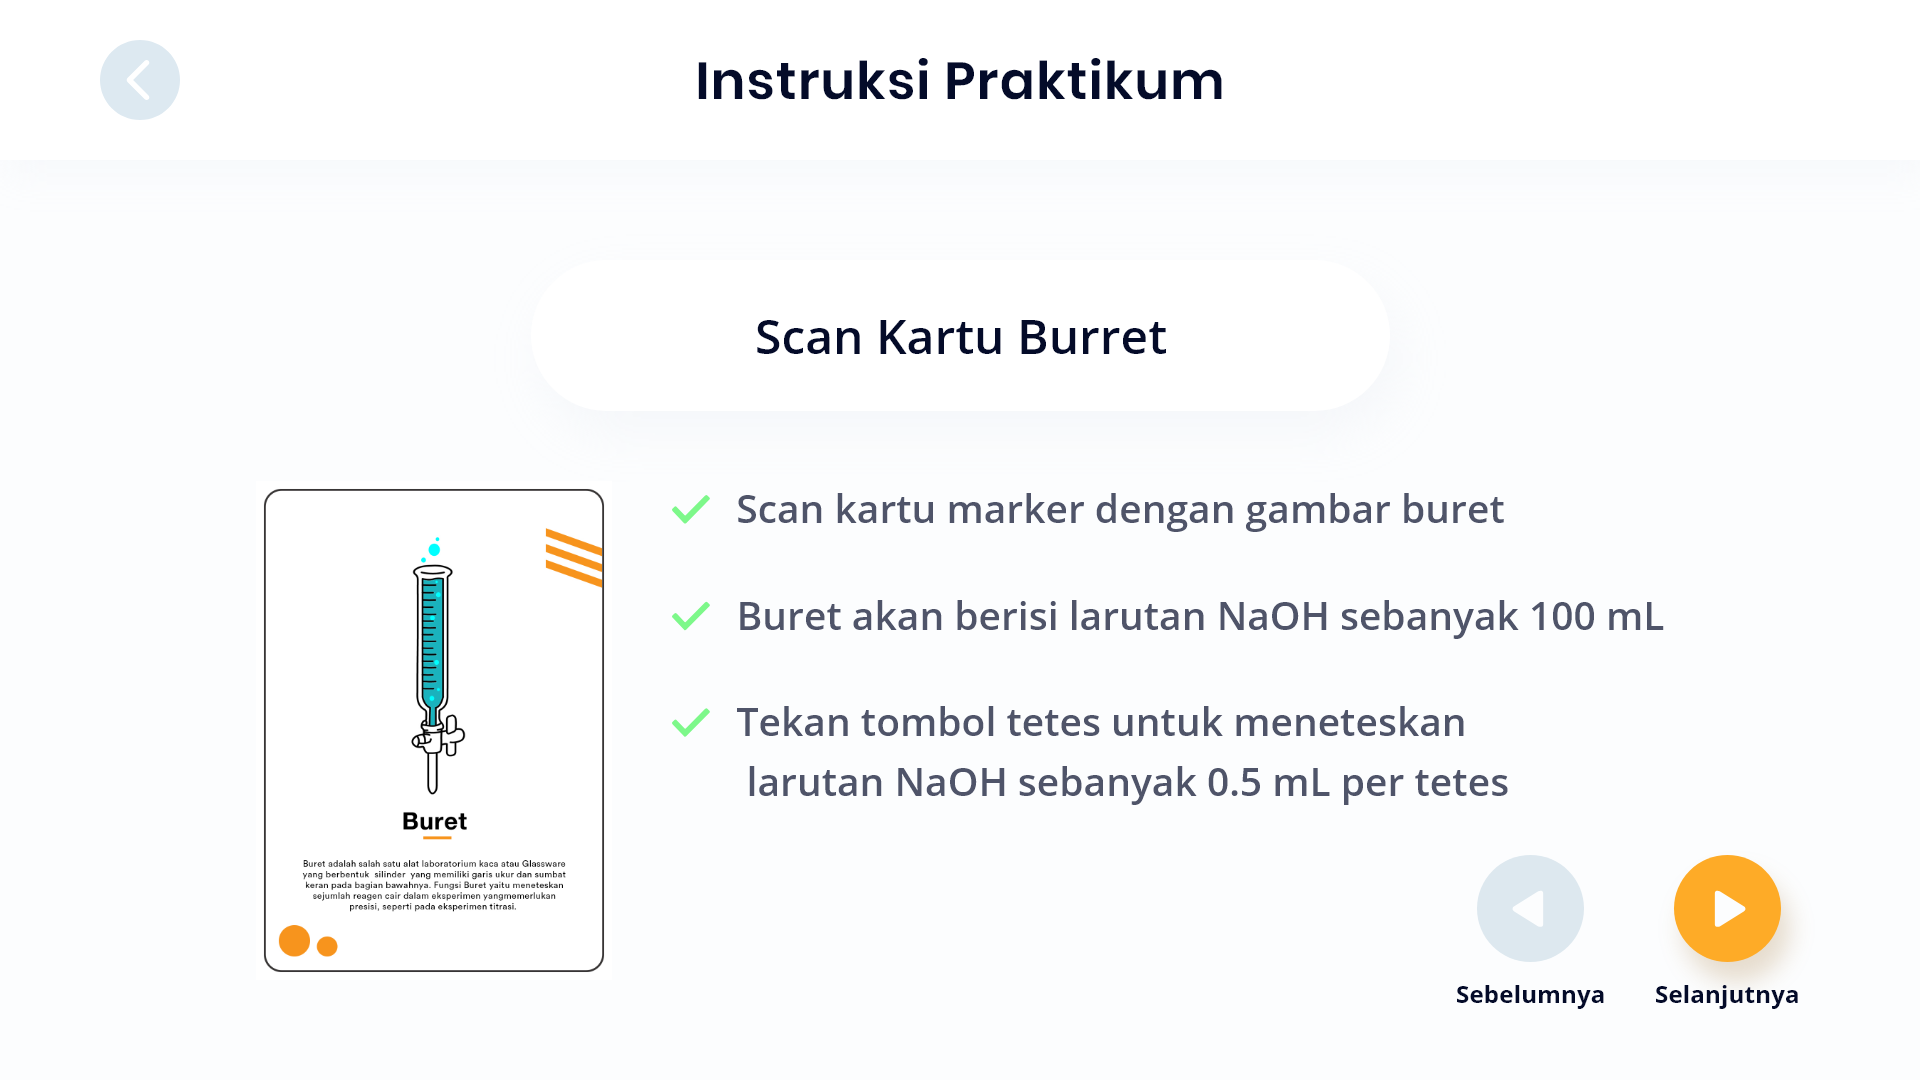 Instruksi Praktikum
Scan Kartu Burret
Scan kartu marker dengan gambar buret
Buret akan berisi larutan NaOH sebanyak 100 mL
Tekan tombol tetes untuk meneteskan
larutan NaOH sebanyak 0.5 mL per tetes
Buret
Buret adalah salah satu alat laboratorium kaca atau Glassware
yang berbentuk silinder yang memiliki garis ukur dan sumbat
keran pada bagian bawahnya. Fungsi Buret yaitu meneteskan
sejumlah reagen cair dalam eksperimen yangmemerlukan
presisi, seperti pada eksperimen titrasi.
Sebelumnya
Selanjutnya